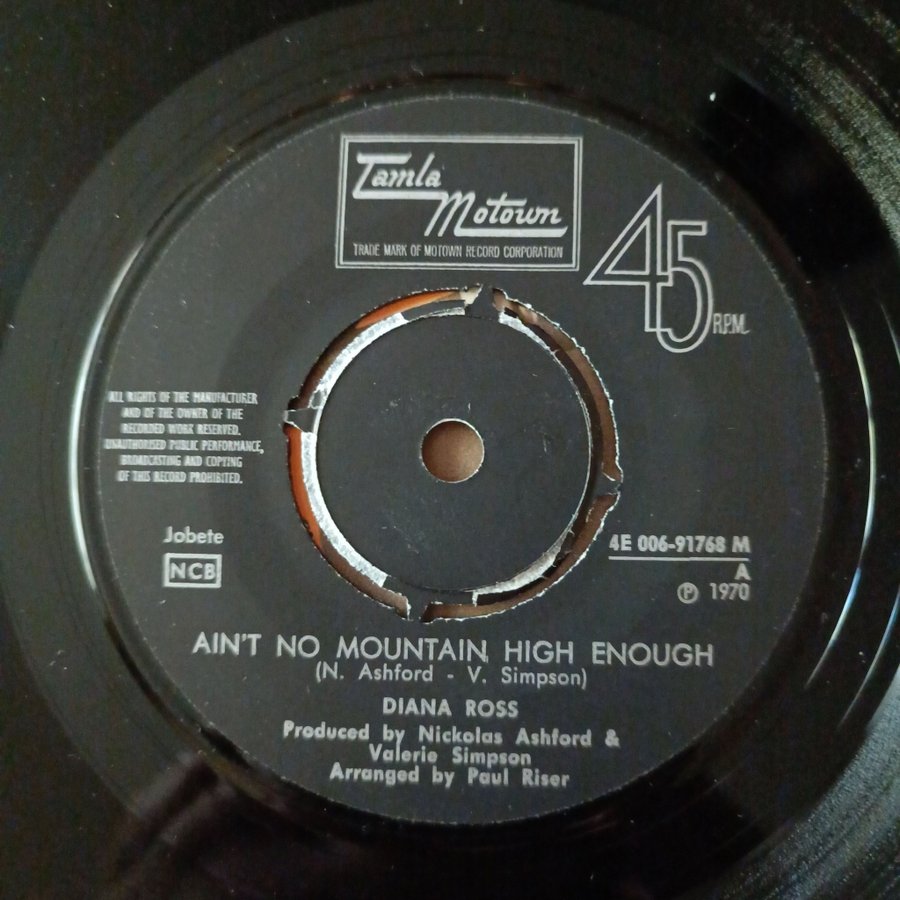 Tamla
Motown
TRADE MARK OF MOTOWN RECORD CORPORATION
45
R.P.M.
ALL RIGHTS OF THE MANUFACTURER
AND OF THE OWNER OF THE
RECORDED WORK RESERVED.
UNAUTHORISED PUBLIC PERFORMANCE,
BROADCASTING AND COPYING
OF THIS RECORD PROHIBITED.
Jobete
NCB
4E 006-91768 M
A
Ⓟ 1970
AIN'T NO MOUNTAIN HIGH ENOUGH
(N. Ashford - V. Simpson)
DIANA ROSS
Produced by Nickolas Ashford &
Valerie Simpson
Arranged by Paul Riser